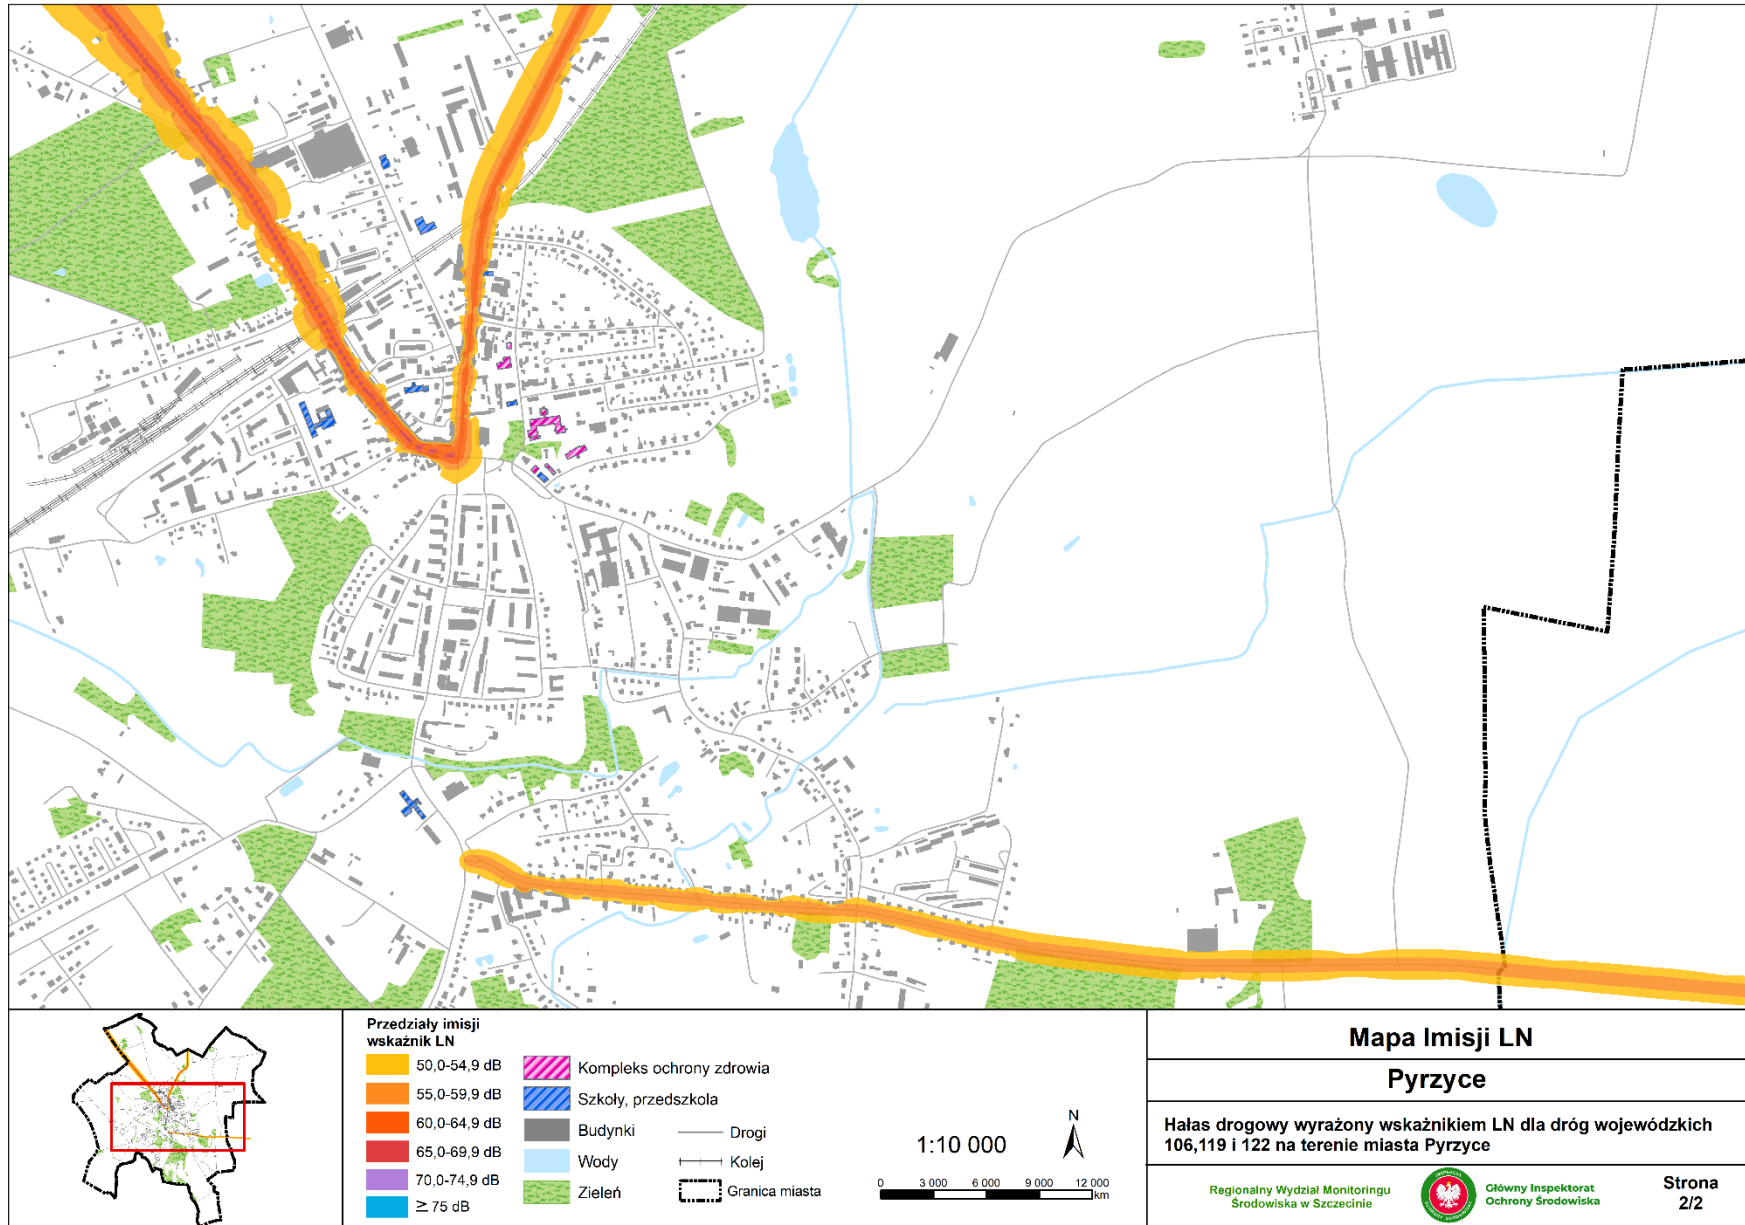 Przedziały imisji
wskaźnik LN
50,0-54,9 dB
55,0-59,9 dB
60,0-64,9 dB
65,0-69,9 dB
70,0-74,9 dB
≥ 75 dB
Kompleks ochrony zdrowia
Szkoły, przedszkola
Budynki
Wody
Zieleń
Drogi
Kolej
Granica miasta
1:10 000
N
0 3 000 6 000 9 000 12 000
km
Mapa Imisji LN
Pyrzyce
Hałas drogowy wyrażony wskaźnikiem LN dla dróg wojewódzkich
106,119 i 122 na terenie miasta Pyrzyce
Regionalny Wydział Monitoringu
Środowiska w Szczecinie
INSPEKCJA
OCHRONY ŚRODOWISKA
Główny Inspektorat
Ochrony Środowiska
Strona
2/2